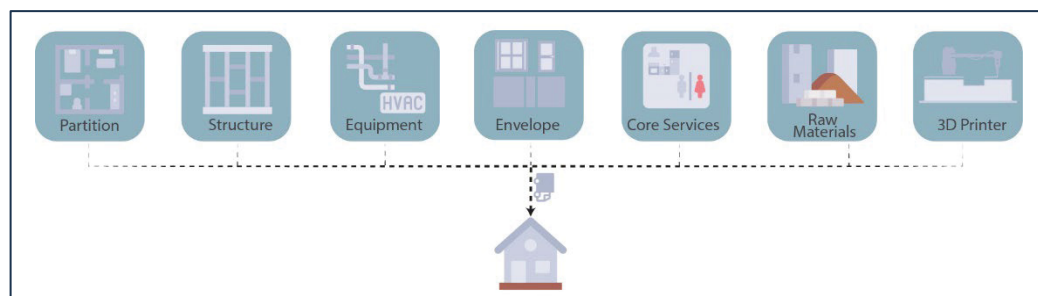 HVAC
Partition
Structure
Equipment
Envelope
Core Services
Raw
Materials
3D Printer